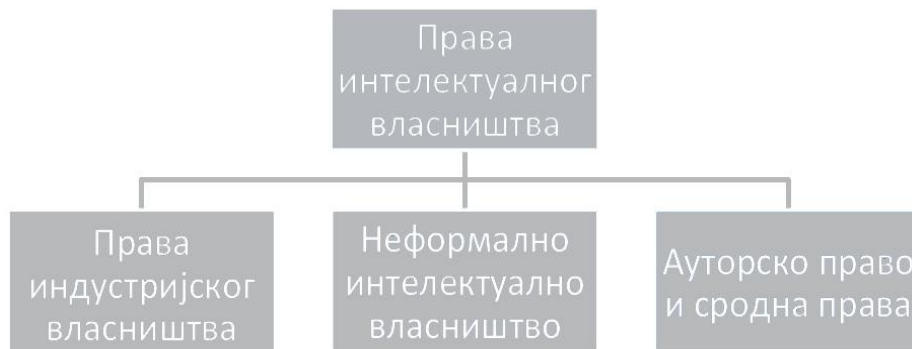 Права
интелектуалног
власништва
Права
индустријског
власништва
Неформално
интелектуално
власништво
Ауторско право
и сродна права